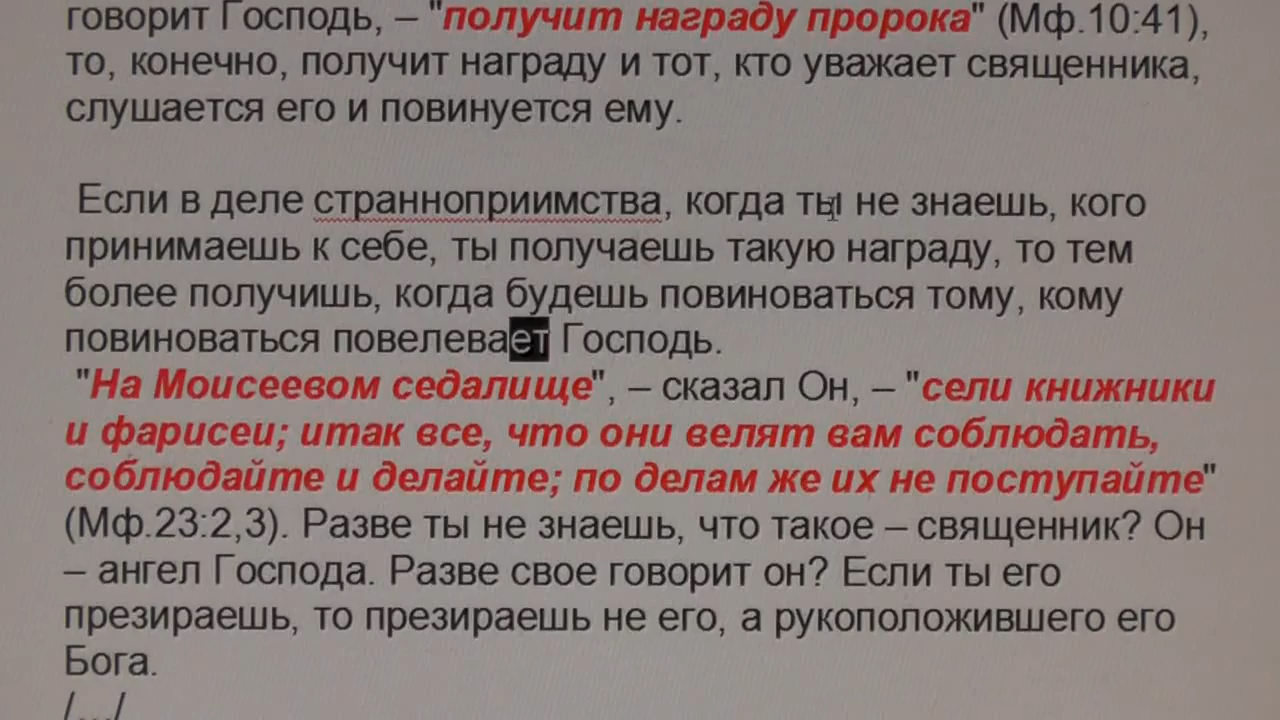 говорит Господь, – "получит награду пророка" (Мф.10:41),
то, конечно, получит награду и тот, кто уважает священника,
слушается его и повинуется ему.
Если в деле странноприимства, когда ты не знаешь, кого
принимаешь к себе, ты получаешь такую награду, то тем
более получишь, когда будешь повиноваться тому, кому
повиноваться повелевает Господь.
"На Моисеевом седалище", – сказал Он, – "сели книжники
и фарисеи; итак все, что они велят вам соблюдать,
соблюдайте и делайте; по делам же их не поступайте"
(Мф.23:2,3). Разве ты не знаешь, что такое – священник? Он
– ангел Господа. Разве свое говорит он? Если ты его
презираешь, то презираешь не его, а рукоположившего его
Бога.
/.../